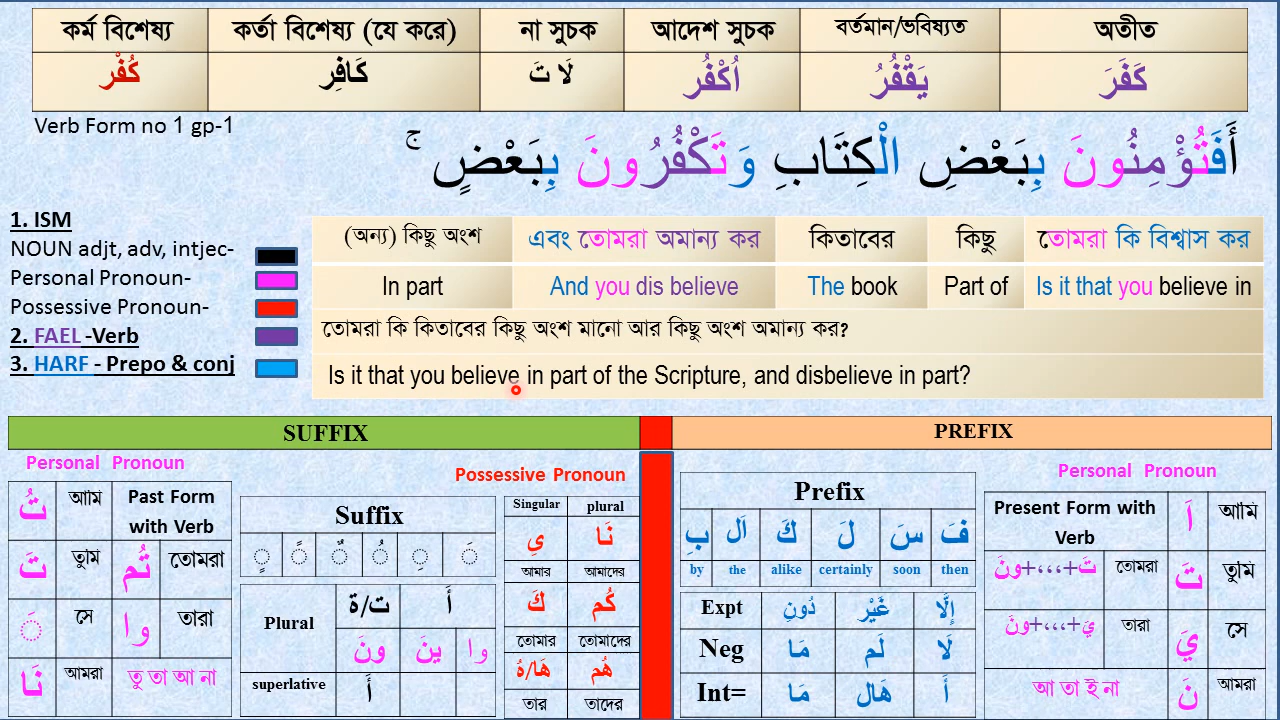 কর্ম বিশেষ্য কর্তা বিশেষ্য (যে করে) না সুচক আদেশ সুচক বর্তমান/ভবিষ্যত অতীত
كُفْر كَافِر لَا تَ اُكْفُر يَقْفُرُ كَفَرَ
Verb Form no 1 gp-1
أَفَتُؤْمِنُونَ بِبَعْضِ الْكِتَابِ وَتَكْفُرُونَ بِبَعْضٍ ۚ
1. ISM
NOUN adjt, adv, intjec-
Personal Pronoun-
Possessive Pronoun-
2. FAEL -Verb
3. HARF - Prepo & conj
(অন্য) কিছু অংশ এবং তোমরা অমান্য কর কিতাবের কিছু তোমরা কি বিশ্বাস কর
In part And you dis believe The book Part of Is it that you believe in
তোমরা কি কিতাবের কিছু অংশ মানো আর কিছু অংশ অমান্য কর?
Is it that you believe in part of the Scripture, and disbelieve in part?
SUFFIX PREFIX
Personal Pronoun
تُ আমি Past Form with Verb
تَ তুমি تُم তোমরা
َ সে وا তারা
نَا আমরা তু তা আ না
Suffix
ٍ ً ٌ ُ ِ َ
Plural ت/ة أَ
ونَ ينَ وا
superlative أَ
Possessive Pronoun
Singular plural
يِ نَا
আমার আমাদের
كَ كُم
তোমার তোমাদের
هَا/هُ هُم
তার তাদের
Prefix
بِ اَل كَ لَ سَ فَ
by the alike certainly soon then
Expt دُونِ غَيْر إِلَّا
Neg مَا لَم لَا
Int= مَا هَال أَ
Personal Pronoun
Present Form with Verb اَ আমি
تَ+،،،+ونَ তোমরা تَ তুমি
يَ+،،،+ونَ তারা يَ সে
আ তা ই না نَ আমরা